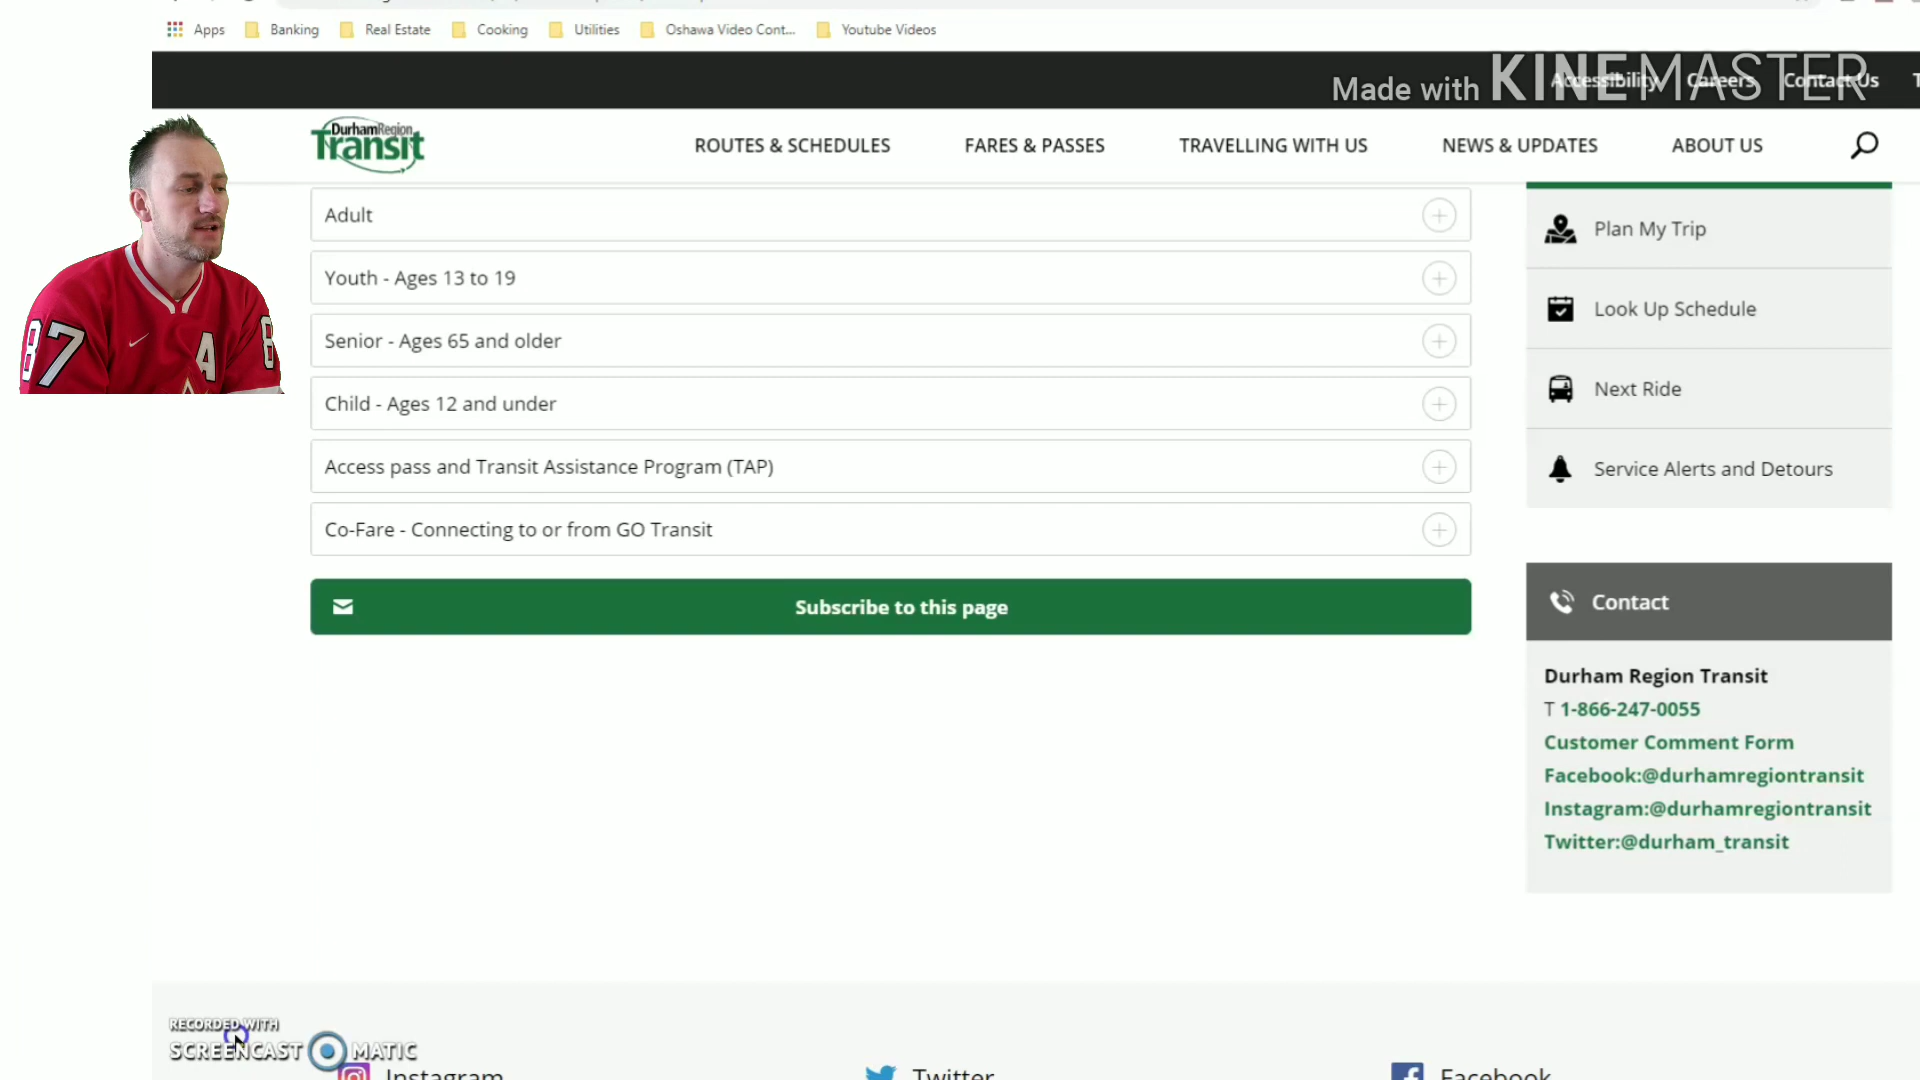 Apps Banking Real Estate Cooking Utilities Oshawa Video Cont... Youtube Videos
Made with KINEMASTER
Accessibility Careers Contact Us
DurhamRegion
Transit
ROUTES & SCHEDULES FARES & PASSES TRAVELLING WITH US NEWS & UPDATES ABOUT US
Adult
Youth - Ages 13 to 19
Senior - Ages 65 and older
Child - Ages 12 and under
Access pass and Transit Assistance Program (TAP)
Co-Fare - Connecting to or from GO Transit
Subscribe to this page
Plan My Trip
Look Up Schedule
Next Ride
Service Alerts and Detours
Contact
Durham Region Transit
T 1-866-247-0055
Customer Comment Form
Facebook:@durhamregiontransit
Instagram:@durhamregiontransit
Twitter:@durham_transit
87 A 8
RECORDED WITH
SCREENCAST MATIC
Instagram Twitter Facebook